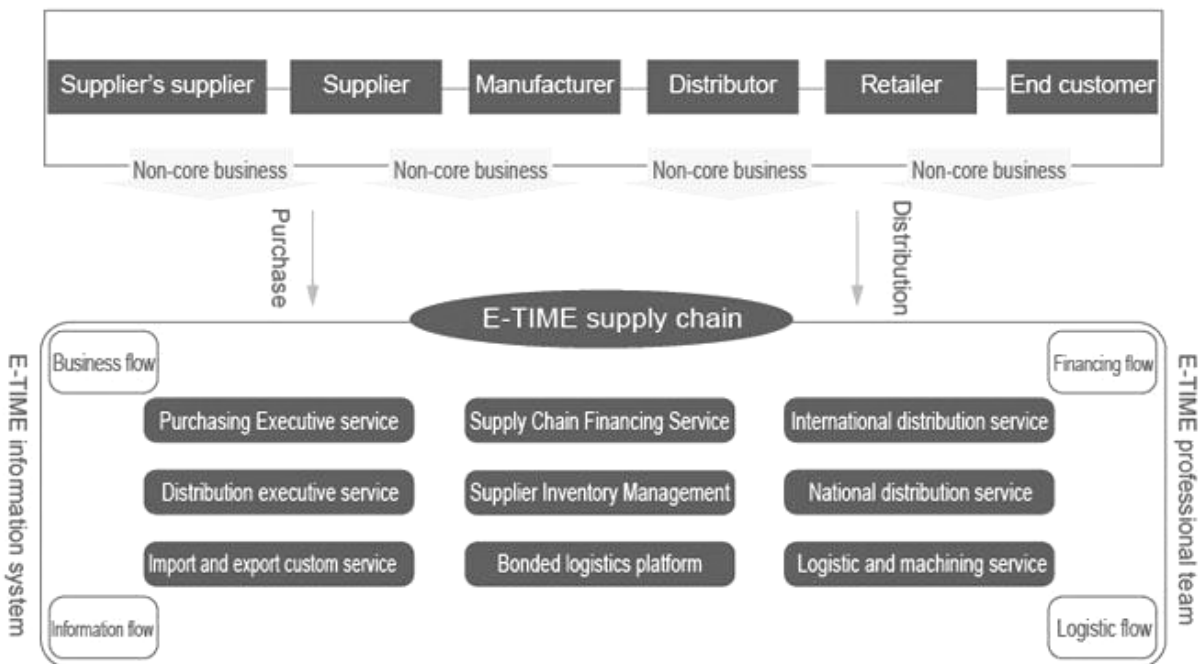 Supplier's supplier
Supplier
Manufacturer
Distributor
Retailer
End customer
Non-core business
Non-core business
Non-core business
Non-core business
Purchase
Distribution
E-TIME supply chain
E-TIME information system
Business flow
Financing flow
E-TIME professional team
Purchasing Executive service
Supply Chain Financing Service
International distribution service
Distribution executive service
Supplier Inventory Management
National distribution service
Import and export custom service
Bonded logistics platform
Logistic and machining service
Information flow
Logistic flow